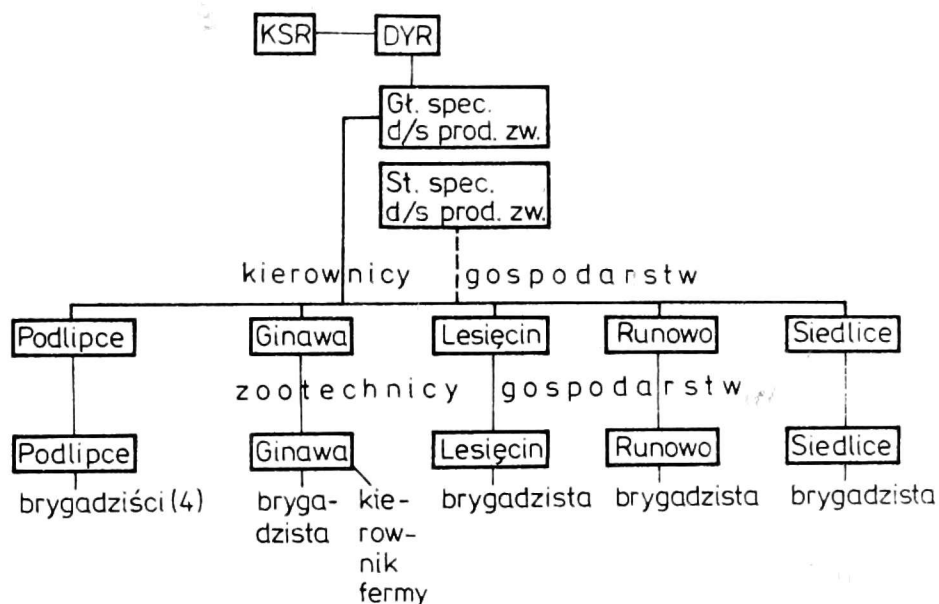 KSR DYR
Gł. spec.
d/s prod. zw.
St. spec.
d/s prod. zw.
kierownicy gospodarstw
Podlipce Ginawa Lesięcin Runowo Siedlice
zootechnicy gospodarstw
Podlipce Ginawa Lesięcin Runowo Siedlice
brygadziści (4) bryga- kie- brygadzista brygadzista brygadzista
dzista row-
nik
fermy